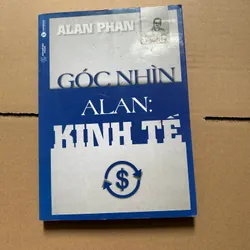 ALAN PHAN
GÓC NHÌN
ALAN:
KINH TẾ
$